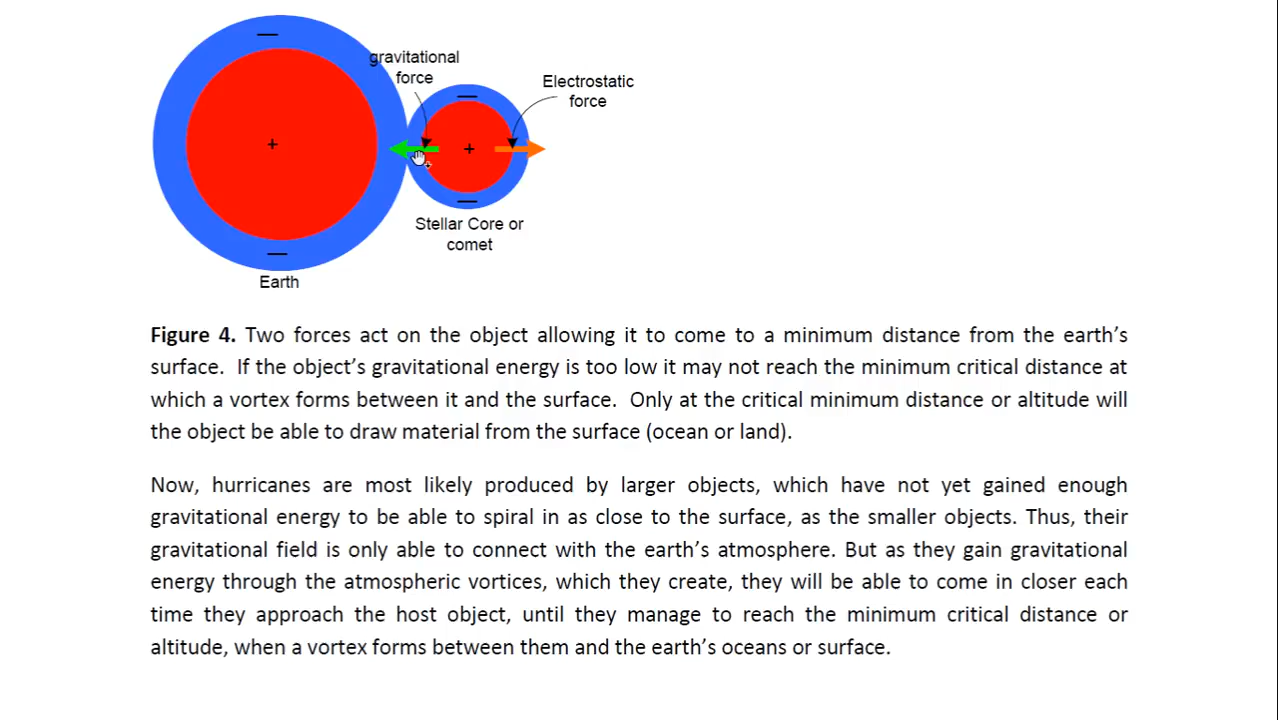 gravitational
force
Electrostatic
force
+
+
Stellar Core or
comet
Earth
Figure 4. Two forces act on the object allowing it to come to a minimum distance from the earth’s
surface. If the object’s gravitational energy is too low it may not reach the minimum critical distance at
which a vortex forms between it and the surface. Only at the critical minimum distance or altitude will
the object be able to draw material from the surface (ocean or land).
Now, hurricanes are most likely produced by larger objects, which have not yet gained enough
gravitational energy to be able to spiral in as close to the surface, as the smaller objects. Thus, their
gravitational field is only able to connect with the earth’s atmosphere. But as they gain gravitational
energy through the atmospheric vortices, which they create, they will be able to come in closer each
time they approach the host object, until they manage to reach the minimum critical distance or
altitude, when a vortex forms between them and the earth’s oceans or surface.